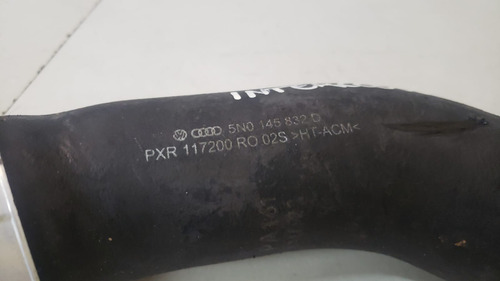 5N0 145 832 D
PXR 117200 RO 02S >HT-ACM<